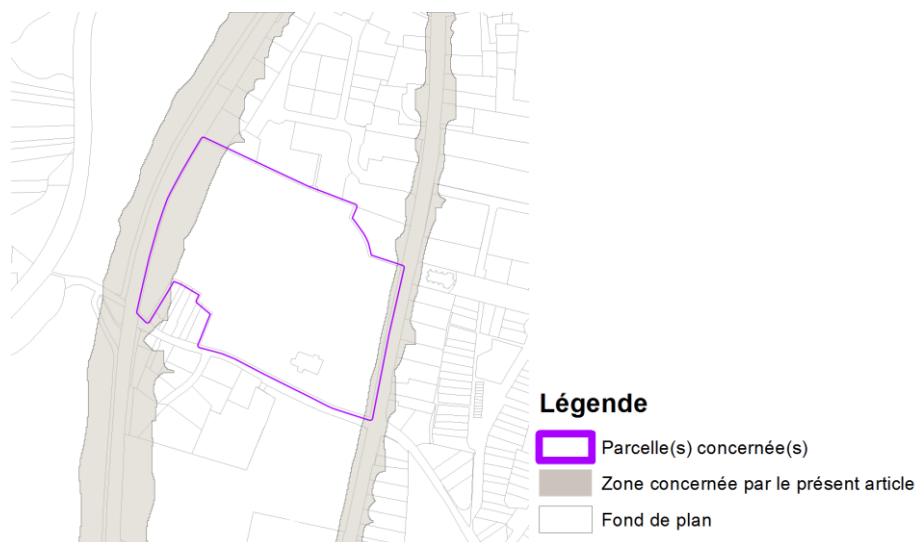 Légende
Parcelle(s) concernée(s)
Zone concernée par le présent article
Fond de plan